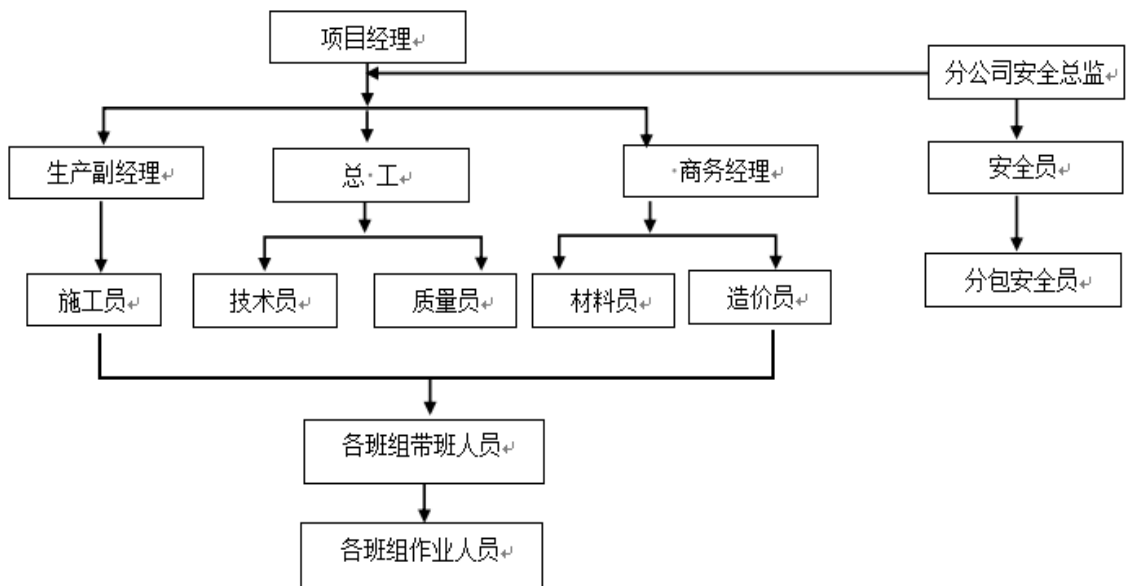 项目经理
分公司安全总监
生产副经理
总·工
·商务经理
安全员
分包安全员
施工员
技术员
质量员
材料员
造价员
各班组带班人员
各班组作业人员